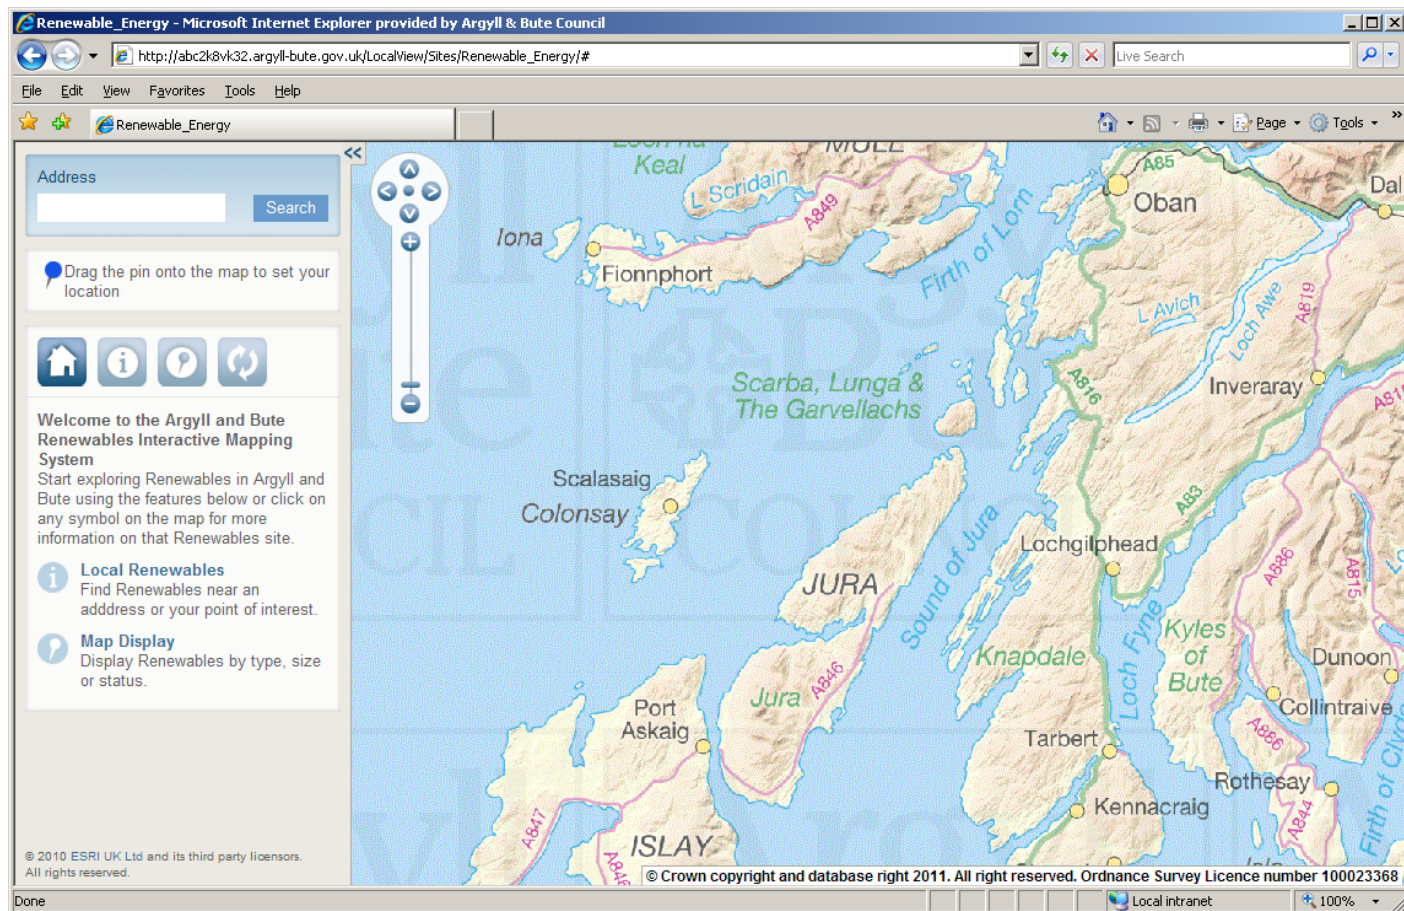 Renewable_Energy - Microsoft Internet Explorer provided by Argyll & Bute Council
http://abc2k8vk32.argyll-bute.gov.uk/LocalView/Sites/Renewable_Energy/#
Live Search
File Edit View Favorites Tools Help
Renewable_Energy
Page Tools
Address
Search
Drag the pin onto the map to set your
location
Welcome to the Argyll and Bute
Renewables Interactive Mapping
System
Start exploring Renewables in Argyll and
Bute using the features below or click on
any symbol on the map for more
information on that Renewables site.
Local Renewables
Find Renewables near an
adddress or your point of interest.
Map Display
Display Renewables by type, size
or status.
© 2010 ESRI UK Ltd and its third party licensors.
All rights reserved.
Keal
MULL
L Scridain
A849
Iona
Fionnphort
Firth of Lorn
A85
Oban
Dal
L Avich
Loch Awe
A819
A816
Inveraray
A815
Scarba, Lunga &
The Garvellachs
Scalasaig
Colonsay
A83
Sound of Jura
Lochgilphead
JURA
A886
A815
Loch Fyne
Kyles
of
Bute
Knapdale
Dunoon
Jura
A846
Port
Askaig
Collintraive
Tarbert
A886
Rothesay
Firth of Clyd
Kennacraig
A844
A847
ISLAY
A846
© Crown copyright and database right 2011. All right reserved. Ordnance Survey Licence number 100023368
Done
Local intranet
100%